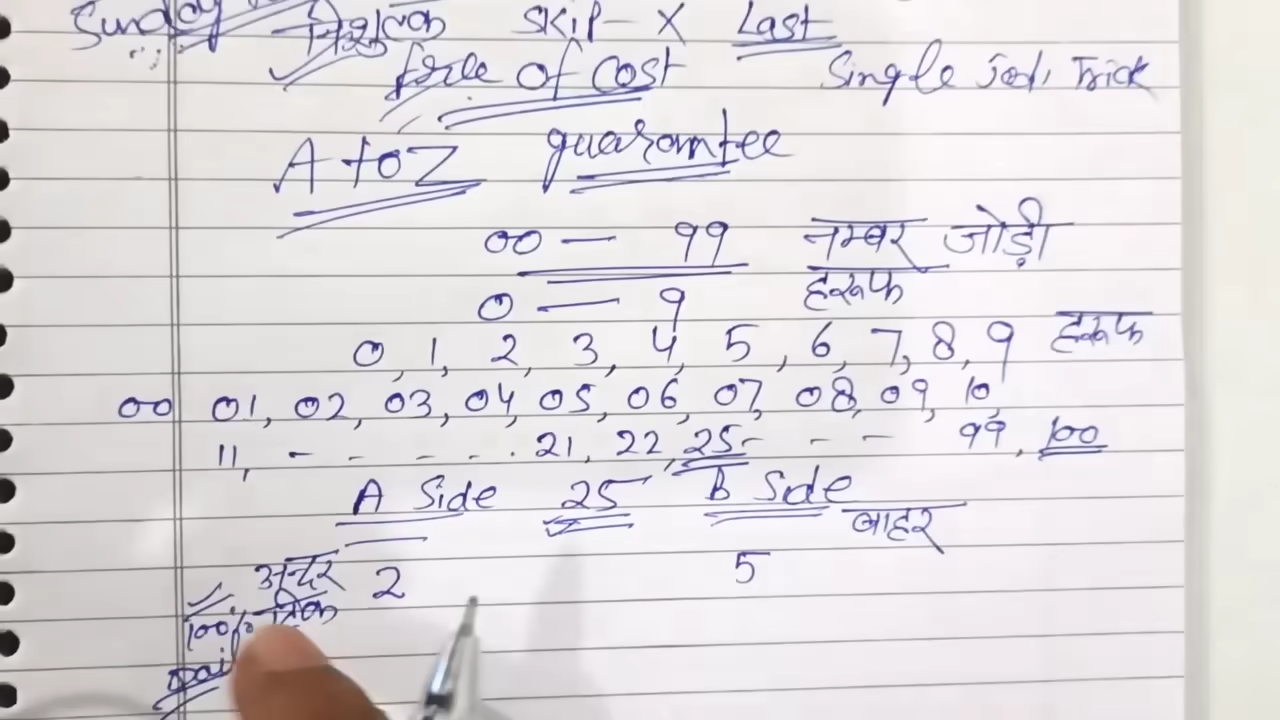 Sunday निशुल्क SKIP - X Last
free of cost Single Jodi Trick
A to Z guarantee
00 — 99 नम्बर जोड़ी
0 — 9 हरूफ
0, 1, 2, 3, 4, 5, 6, 7, 8, 9 हरूफ
00 01, 02, 03, 04, 05, 06, 07, 08, 09, 10,
11, - - - - . 21, 22, 25 - - - 99, 100
A Side 25 B Side
बाहर
अन्दर 2 5
100%